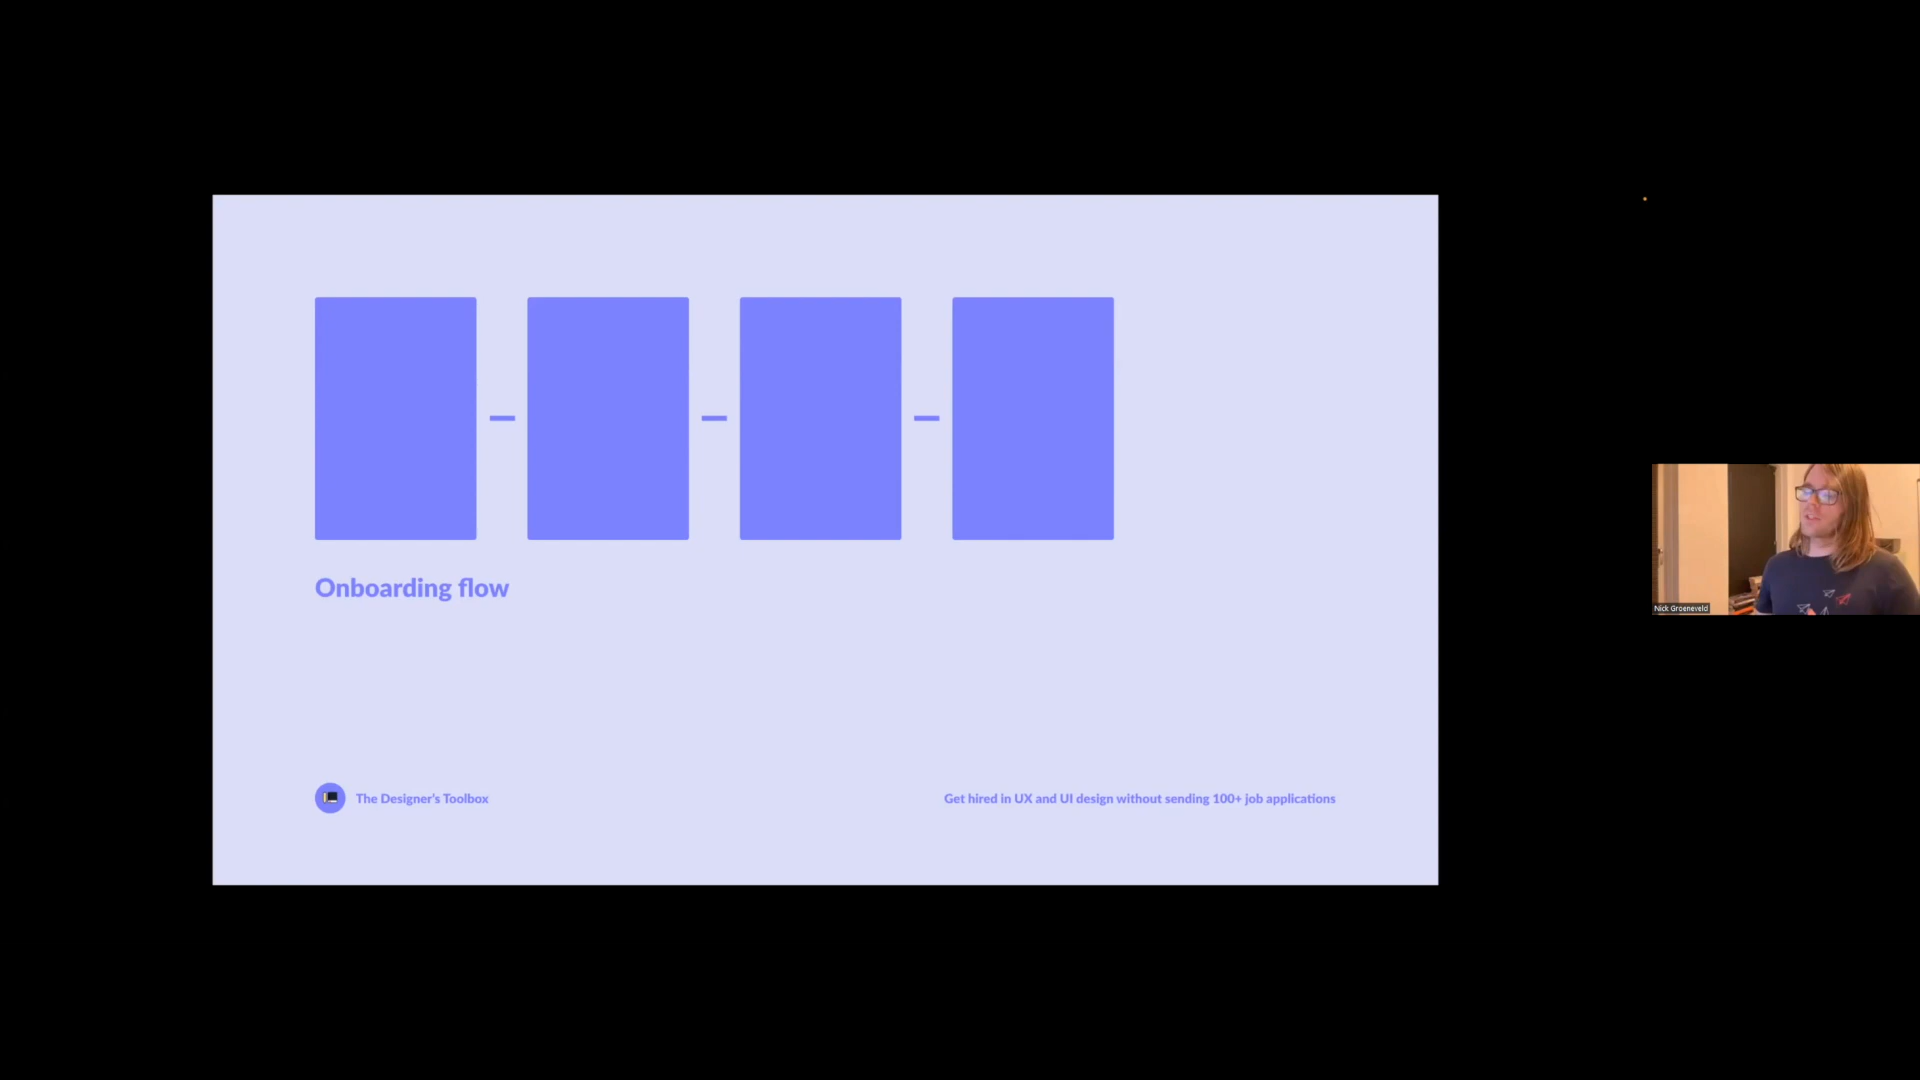 Onboarding flow
The Designer's Toolbox
Get hired in UX and UI design without sending 100+ job applications
Nick Groeneveld